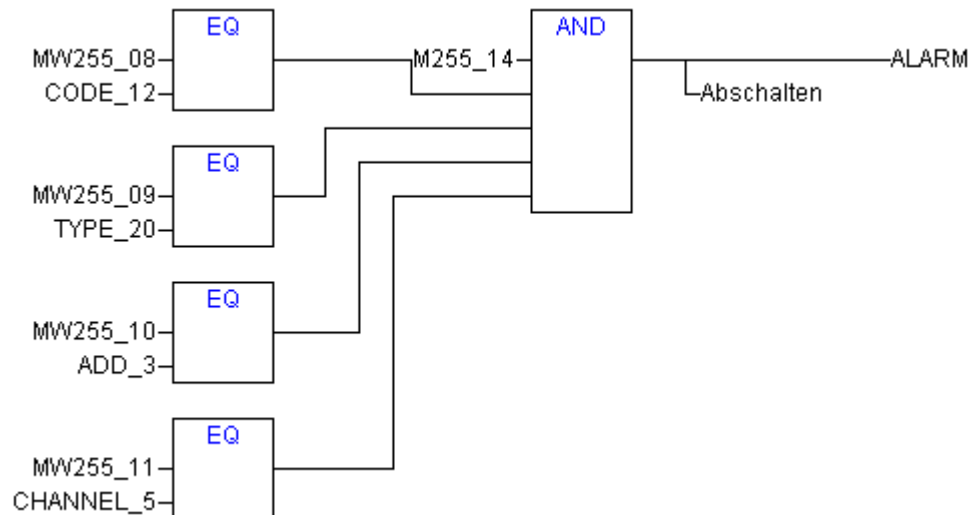 EQ
AND
MW255_08
M255_14
ALARM
CODE_12
Abschalten
EQ
MW255_09
TYPE_20
EQ
MW255_10
ADD_3
EQ
MW255_11
CHANNEL_5